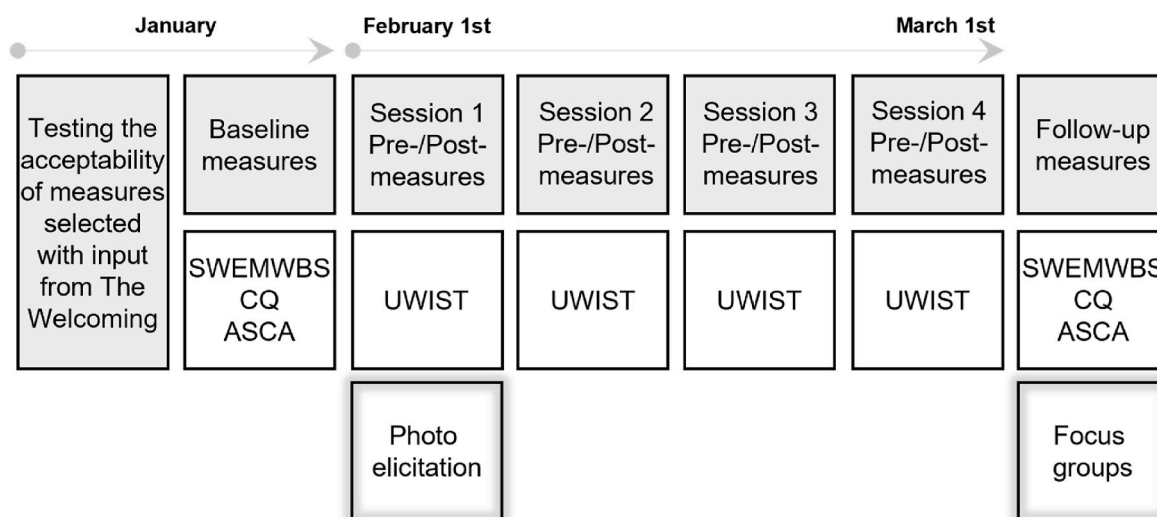 January
February 1st
March 1st
Testing the
acceptability
of measures
selected
with input
from The
Welcoming
Baseline
measures
Session 1
Pre-/Post-
measures
Session 2
Pre-/Post-
measures
Session 3
Pre-/Post-
measures
Session 4
Pre-/Post-
measures
Follow-up
measures
SWEMWBS
CQ
ASCA
UWIST
UWIST
UWIST
UWIST
SWEMWBS
CQ
ASCA
Photo
elicitation
Focus
groups